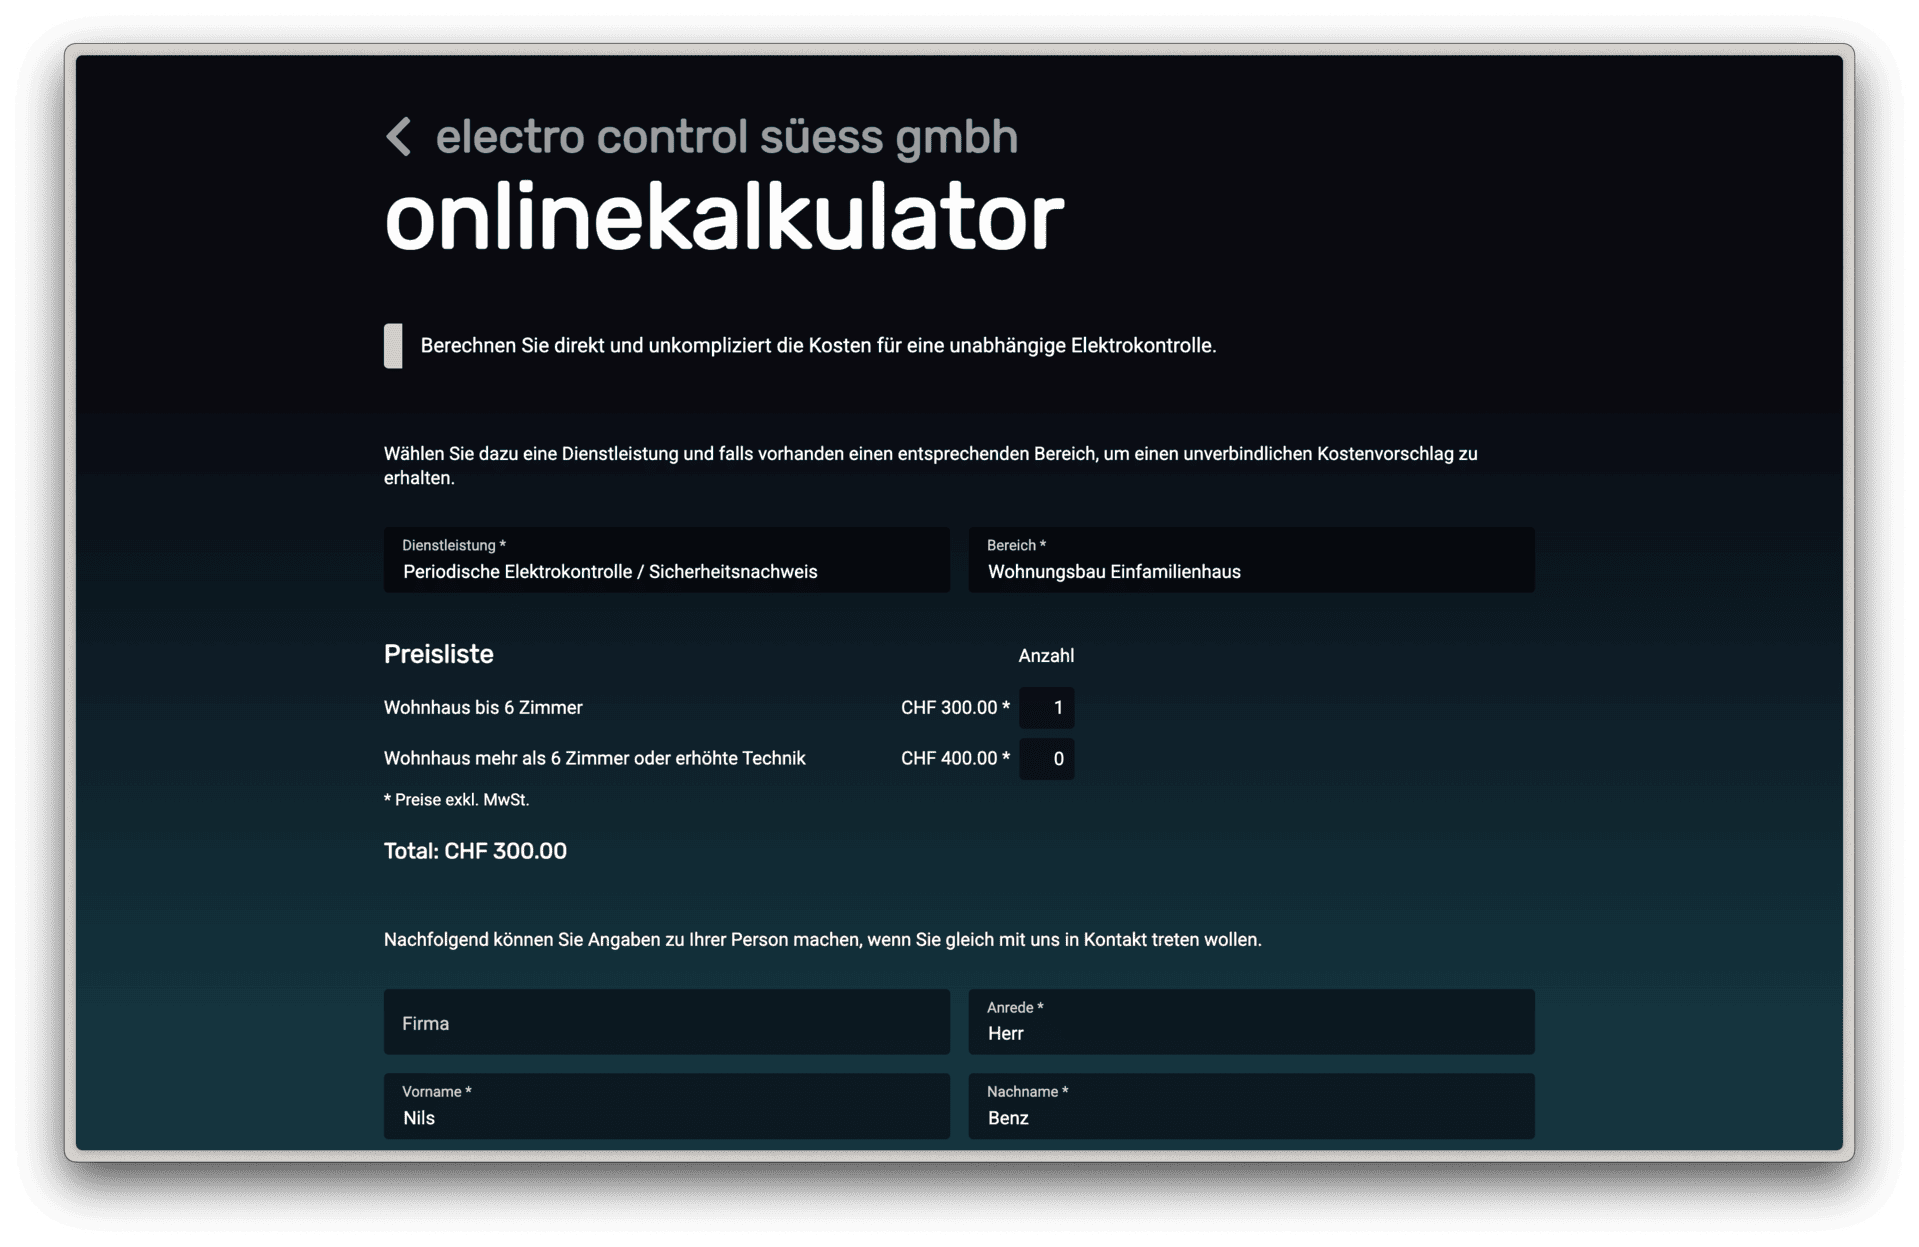 electro control süess gmbh
onlinekalkulator
Berechnen Sie direkt und unkompliziert die Kosten für eine unabhängige Elektrokontrolle.
Wählen Sie dazu eine Dienstleistung und falls vorhanden einen entsprechenden Bereich, um einen unverbindlichen Kostenvorschlag zu
erhalten.
Dienstleistung * Bereich *
Periodische Elektrokontrolle / Sicherheitsnachweis Wohnungsbau Einfamilienhaus
Preisliste Anzahl
Wohnhaus bis 6 Zimmer CHF 300.00 * 1
Wohnhaus mehr als 6 Zimmer oder erhöhte Technik CHF 400.00 * 0
* Preise exkl. MwSt.
Total: CHF 300.00
Nachfolgend können Sie Angaben zu Ihrer Person machen, wenn Sie gleich mit uns in Kontakt treten wollen.
Firma
Anrede *
Herr
Vorname * Nachname *
Nils Benz